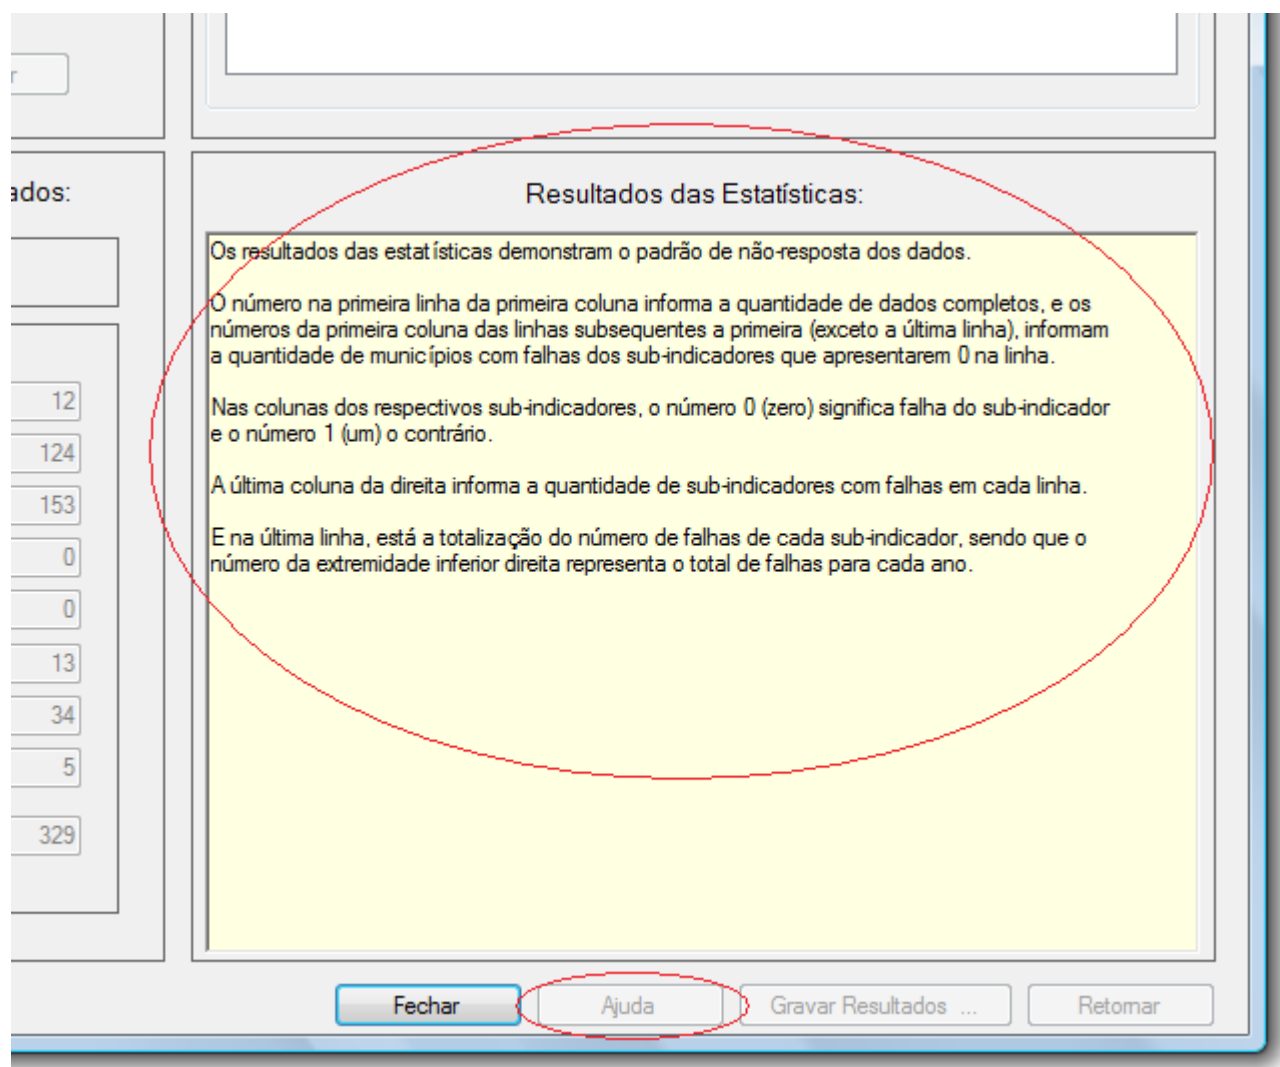 r
ados:
12
124
153
0
0
13
34
5
329
Resultados das Estatísticas:
Os resultados das estatísticas demonstram o padrão de não-resposta dos dados.
O número na primeira linha da primeira coluna informa a quantidade de dados completos, e os
números da primeira coluna das linhas subsequentes a primeira (exceto a última linha), informam
a quantidade de municípios com falhas dos sub-indicadores que apresentarem 0 na linha.
Nas colunas dos respectivos sub-indicadores, o número 0 (zero) significa falha do sub-indicador
e o número 1 (um) o contrário.
A última coluna da direita informa a quantidade de sub-indicadores com falhas em cada linha.
E na última linha, está a totalização do número de falhas de cada sub-indicador, sendo que o
número da extremidade inferior direita representa o total de falhas para cada ano.
Fechar
Ajuda
Gravar Resultados ...
Retornar